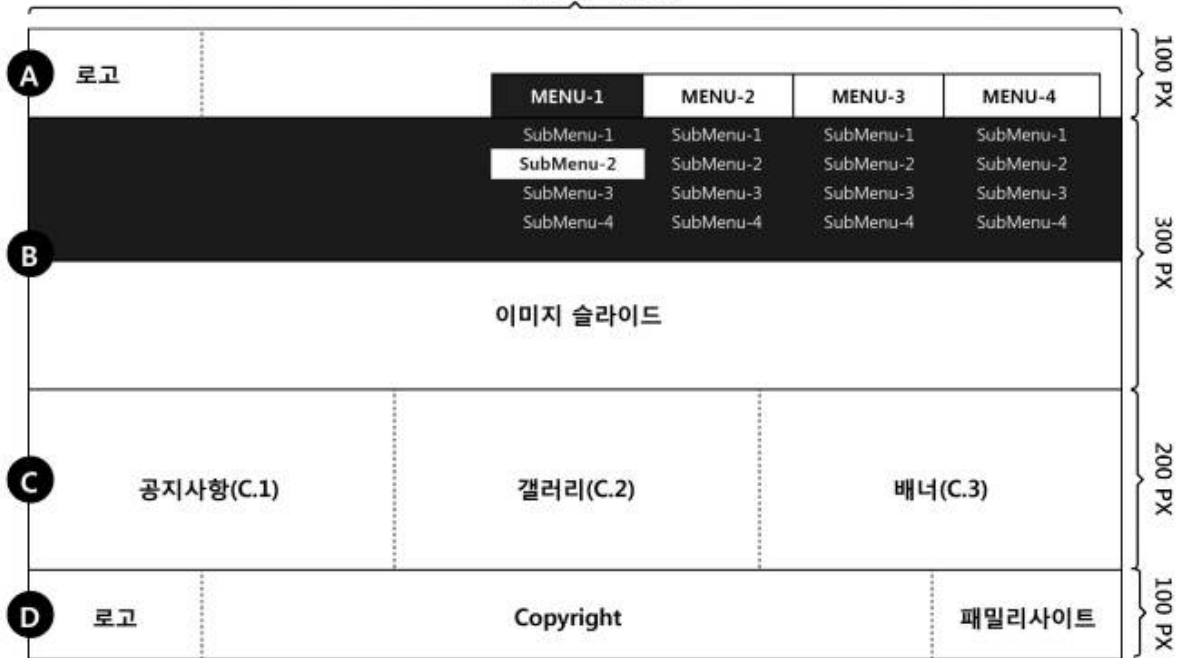 100 PX
A
로고
MENU-1 MENU-2 MENU-3 MENU-4
SubMenu-1 SubMenu-1 SubMenu-1 SubMenu-1
SubMenu-2 SubMenu-2 SubMenu-2 SubMenu-2
SubMenu-3 SubMenu-3 SubMenu-3 SubMenu-3
SubMenu-4 SubMenu-4 SubMenu-4 SubMenu-4
B
300 PX
이미지 슬라이드
C
공지사항(C.1) 갤러리(C.2) 배너(C.3)
200 PX
D
로고 Copyright 패밀리사이트
100 PX